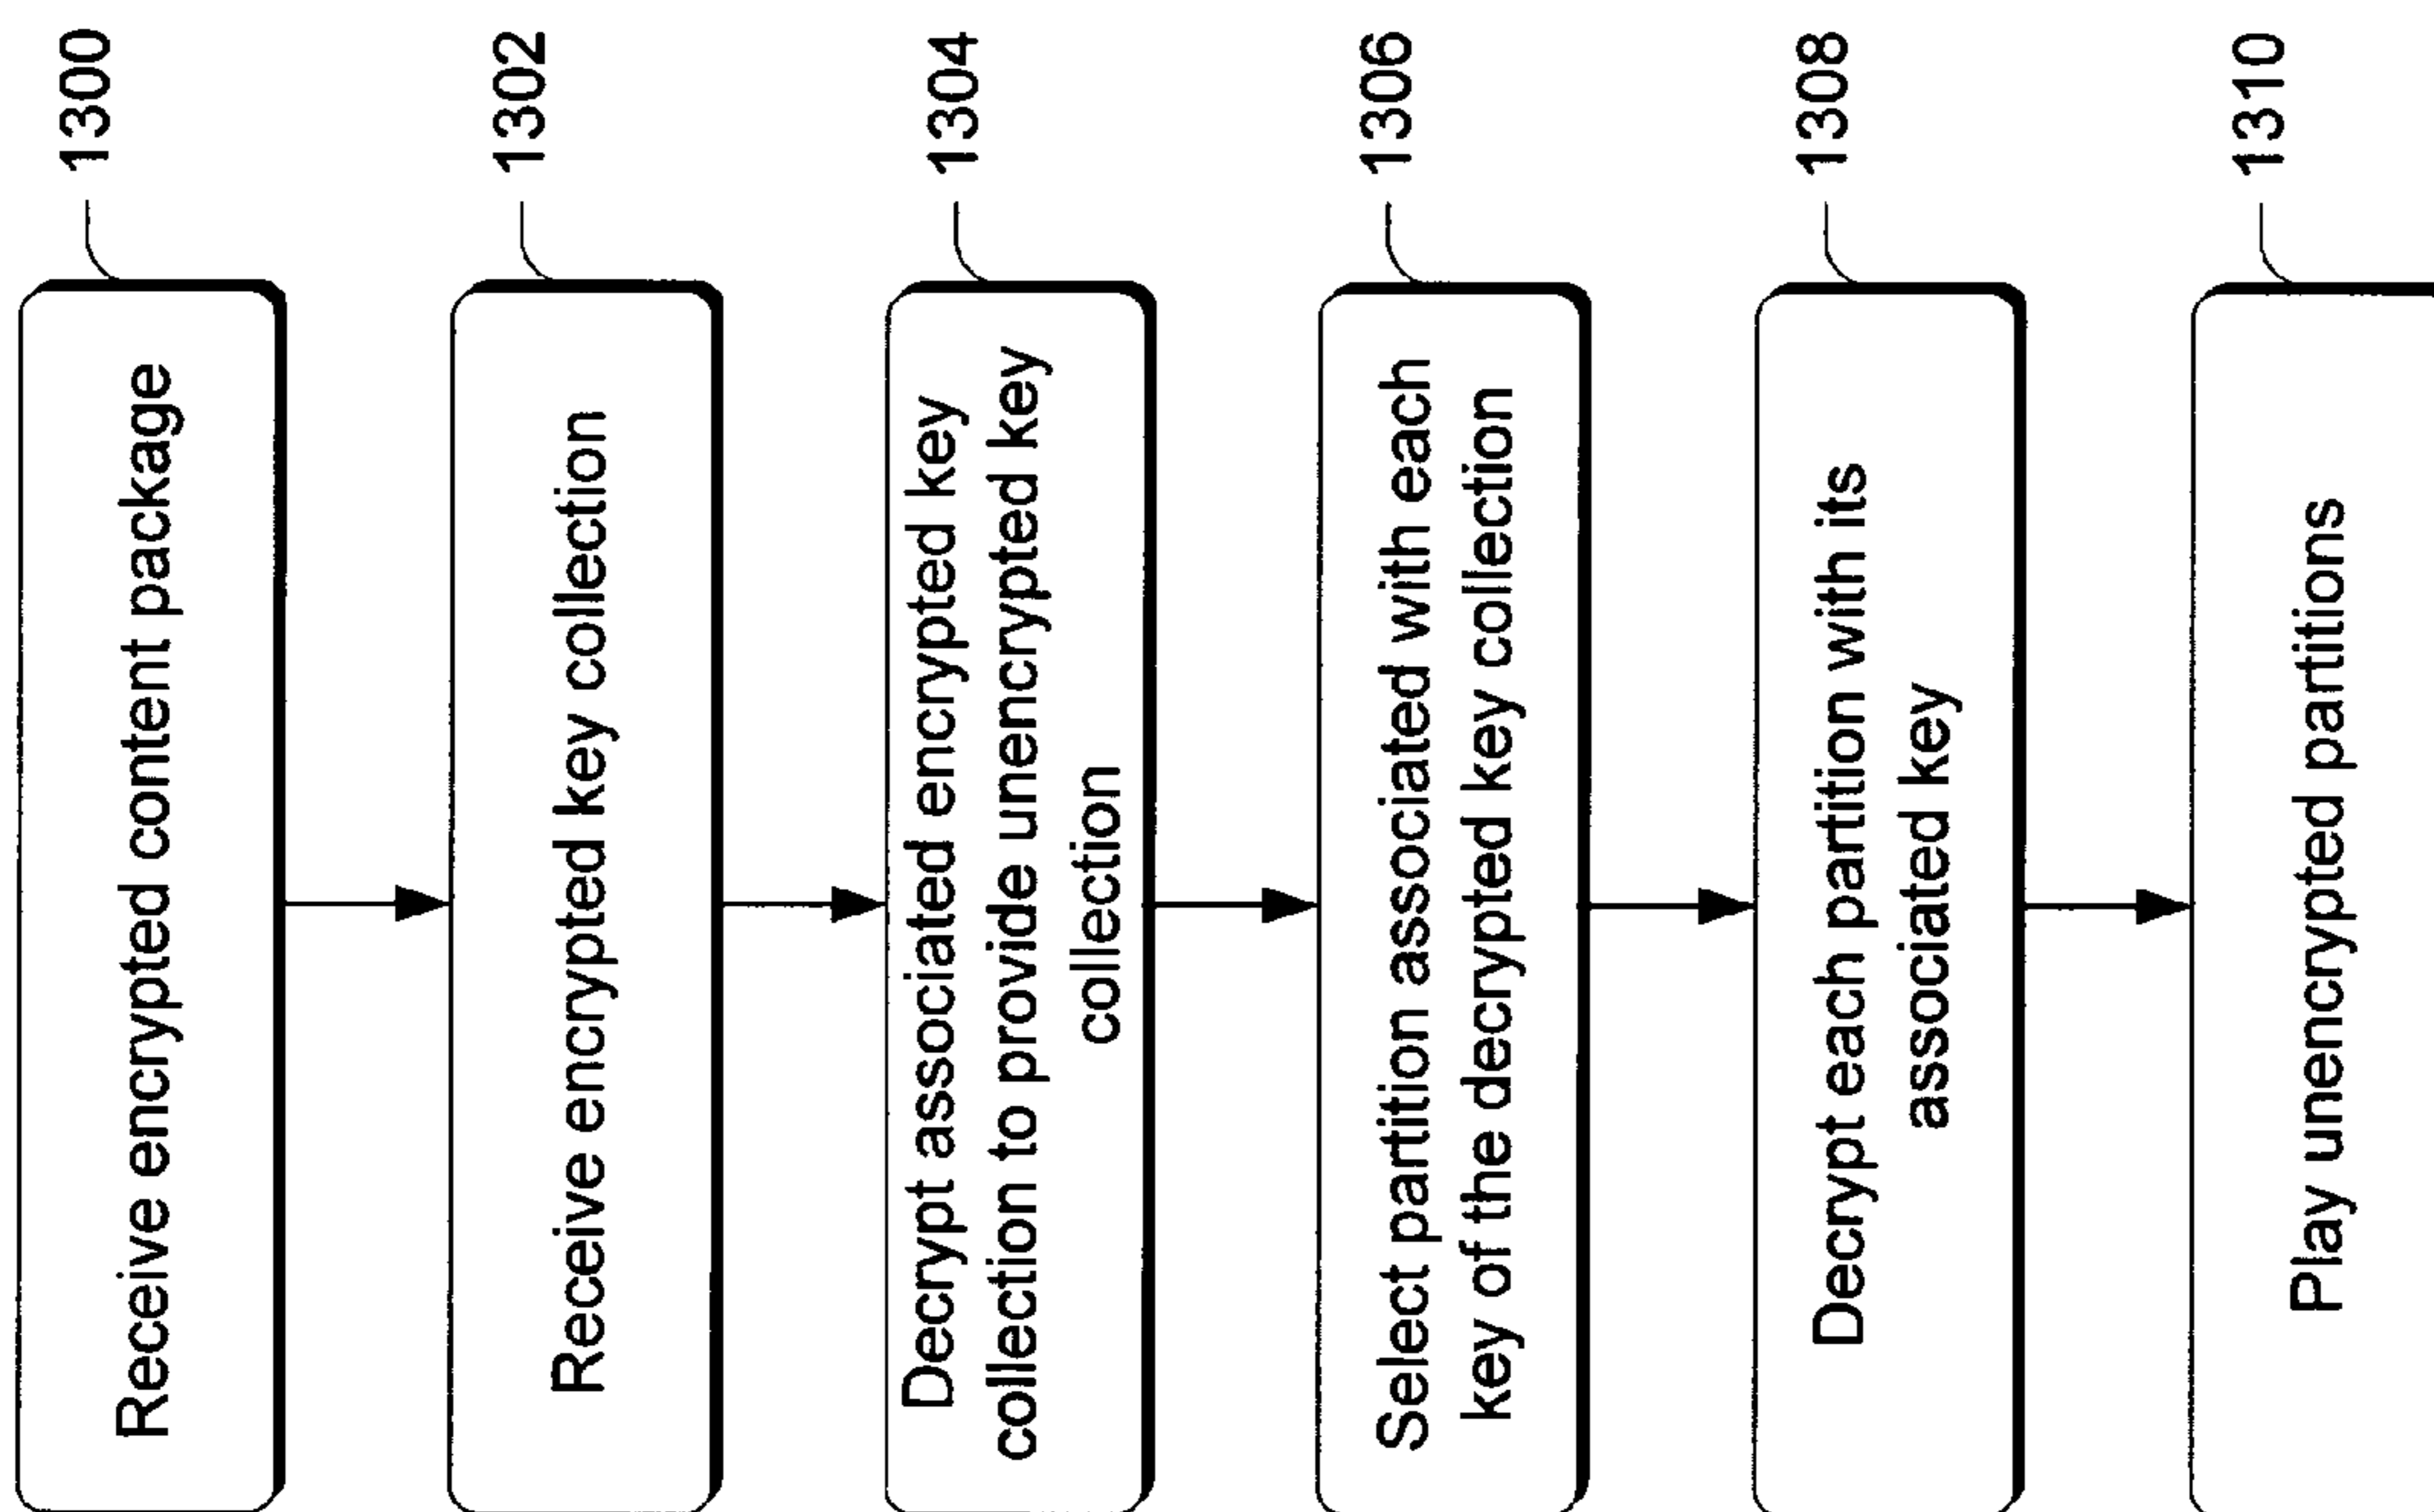 Receive encrypted content package
1300
Receive encrypted key collection
1302
Decrypt associated encrypted key
collection to provide unencrypted key
collection
1304
Select partition associated with each
key of the decrypted key collection
1306
Decrypt each partition with its
associated key
1308
Play unencrypted partitions
1310